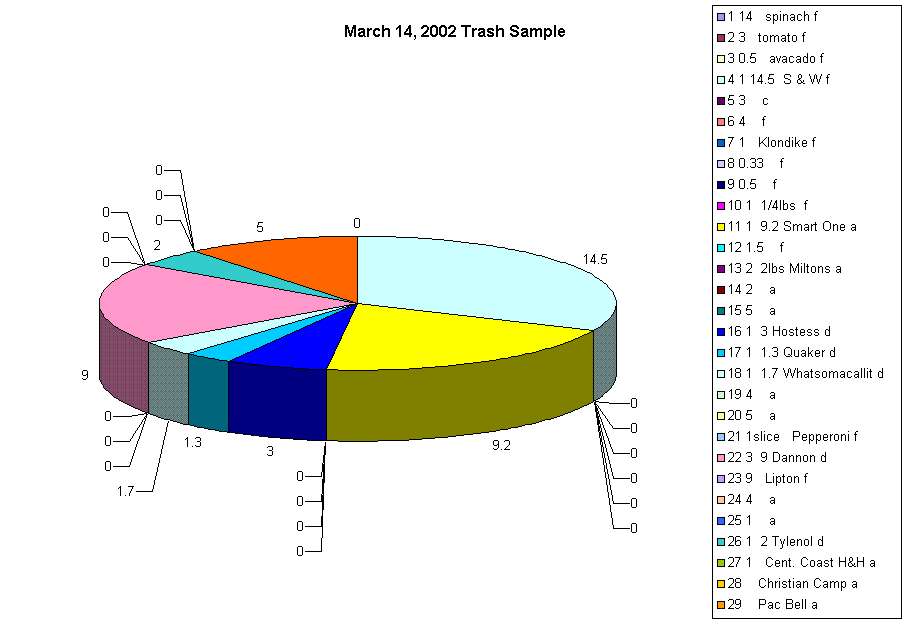 March 14, 2002 Trash Sample
0
14.5
0
0
0
0
0
0
9.2
0
0
0
0
3
1.3
1.7
0
0
0
9
0
0
0
2
0
0
0
5
1 14 spinach f
2 3 tomato f
3 0.5 avacado f
4 1 14.5 S & W f
5 3 c
6 4 f
7 1 Klondike f
8 0.33 f
9 0.5 f
10 1 1/4lbs f
11 1 9.2 Smart One a
12 1.5 f
13 2 2lbs Miltons a
14 2 a
15 5 a
16 1 3 Hostess d
17 1 1.3 Quaker d
18 1 1.7 Whatsomacallit d
19 4 a
20 5 a
21 1slice Pepperoni f
22 3 9 Dannon d
23 9 Lipton f
24 4 a
25 1 a
26 1 2 Tylenol d
27 1 Cent. Coast H&H a
28 Christian Camp a
29 Pac Bell a